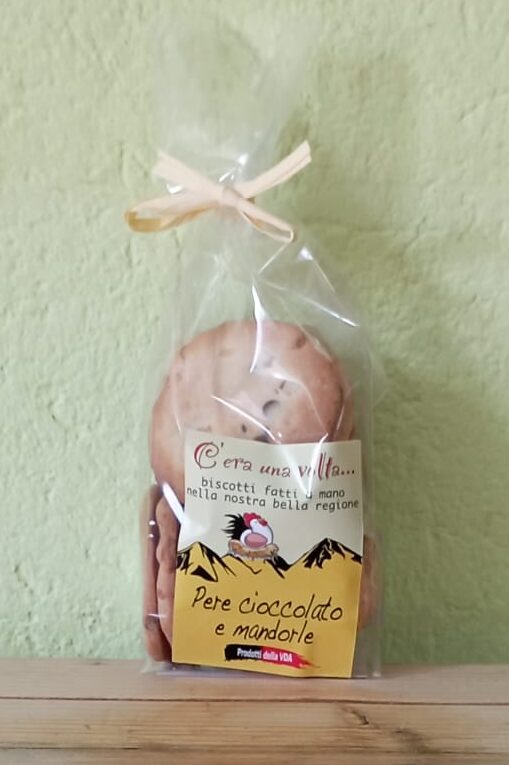 C'era una volta...
biscotti fatti a mano
nella nostra bella regione
Pere cioccolato
e mandorle
Prodotti della VDA